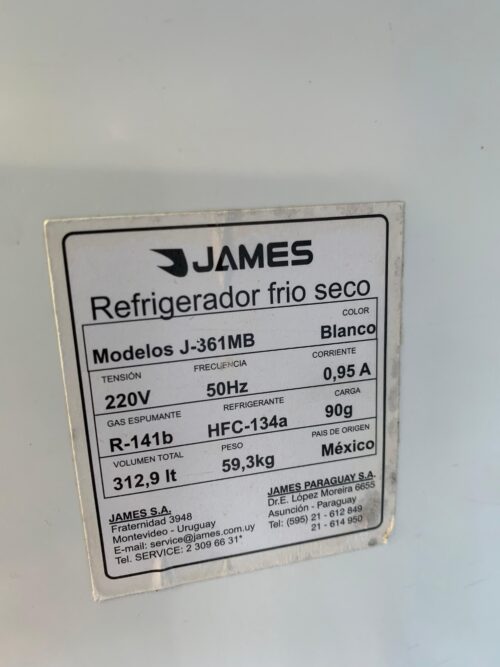 JAMES
Refrigerador frio seco
Modelos J-361MB
COLOR
Blanco
TENSIÓN
220V
FRECUENCIA
50Hz
CORRIENTE
0,95 A
GAS ESPUMANTE
R-141b
REFRIGERANTE
HFC-134a
CARGA
90g
VOLUMEN TOTAL
312,9 lt
PESO
59,3kg
PAIS DE ORIGEN
México
JAMES S.A.
Fraternidad 3948
Montevideo - Uruguay
E-mail: service@james.com.uy
Tel. SERVICE: 2 309 66 31*
JAMES PARAGUAY S.A.
Dr.E. López Moreira 6655
Asunción - Paraguay
Tel: (595) 21 - 612 849
21 - 614 950